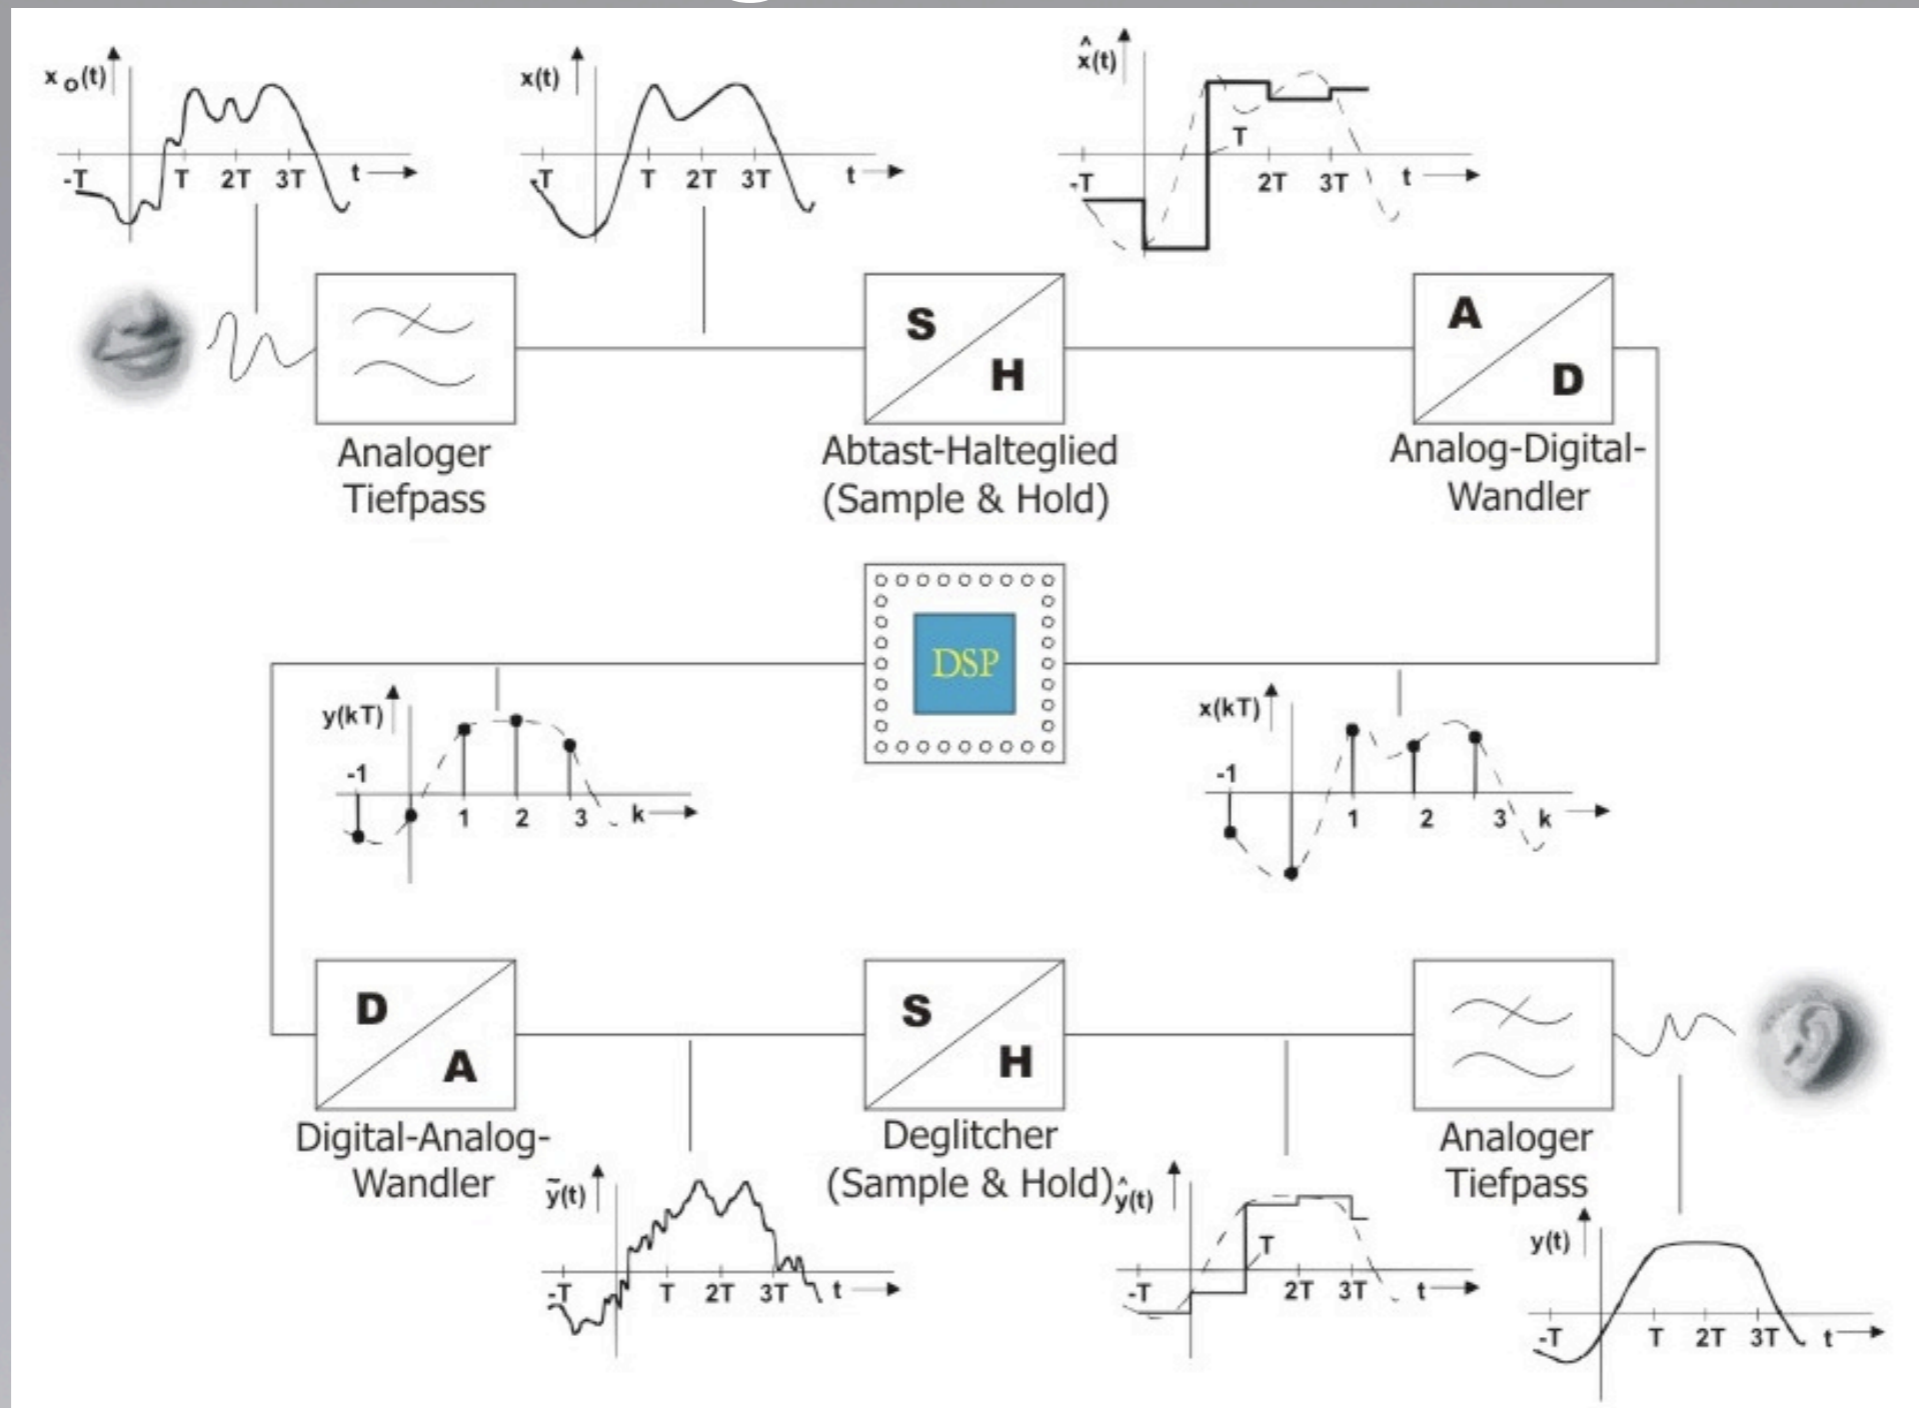 x o(t)
-T T 2T 3T t
x(t)
-T T 2T 3T t
x̂(t)
-T T 2T 3T t
S
H
A
D
Analoger
Tiefpass
Abtast-Halteglied
(Sample & Hold)
Analog-Digital-
Wandler
DSP
y(kT)
-1 1 2 3 k
x(kT)
-1 1 2 3 k
D
A
S
H
Digital-Analog-
Wandler
Deglitcher
(Sample & Hold)
Analoger
Tiefpass
ỹ(t)
-T T 2T 3T t
ŷ(t)
-T T 2T 3T t
y(t)
-T T 2T 3T t